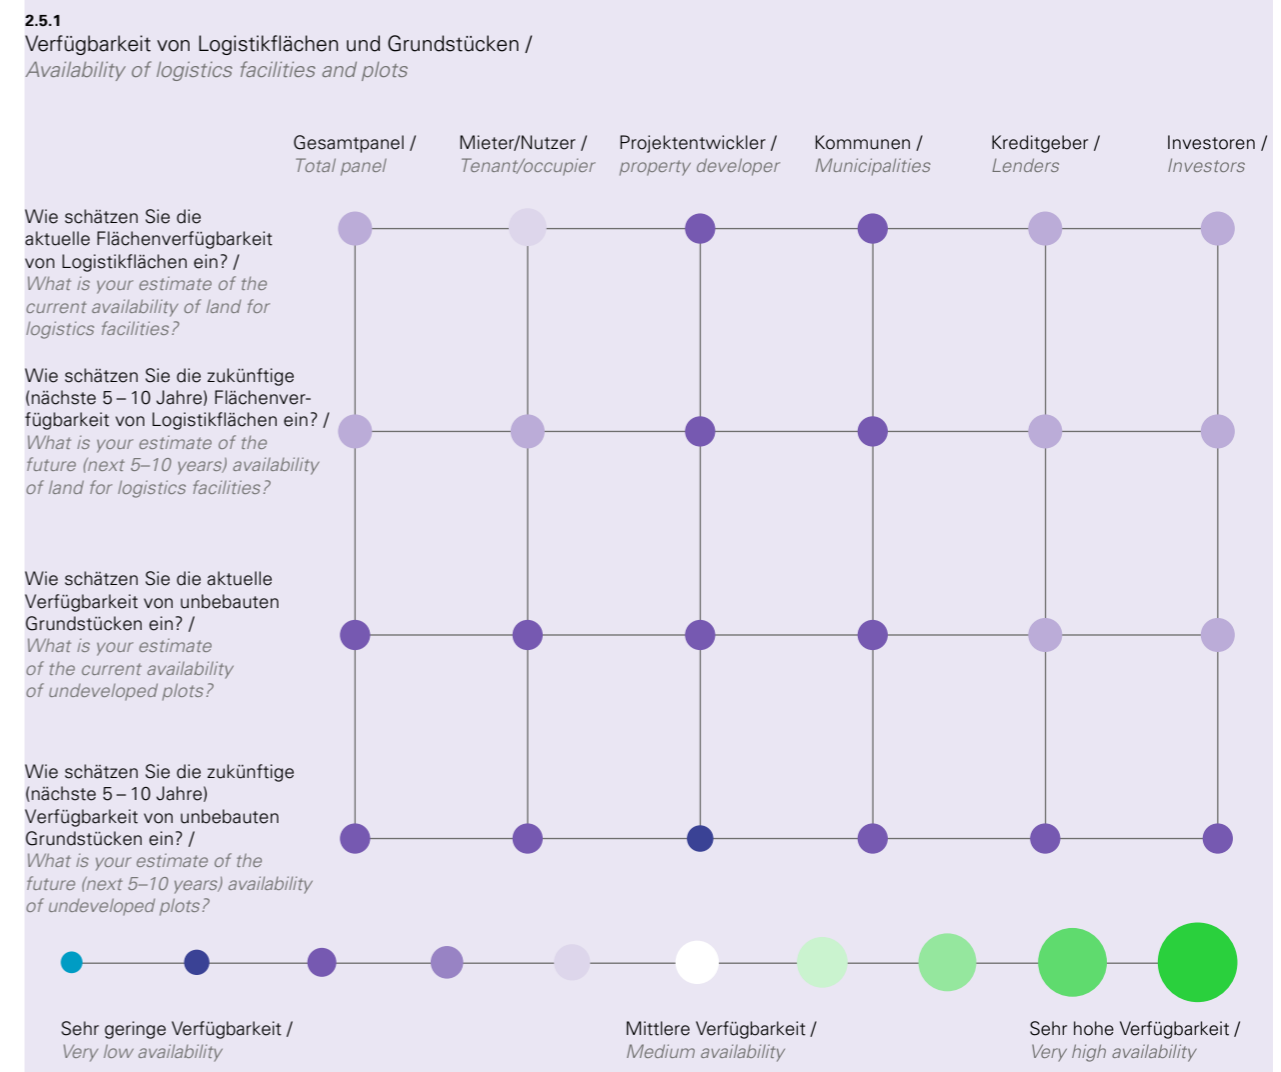 2.5.1
Verfügbarkeit von Logistikflächen und Grundstücken /
Availability of logistics facilities and plots
Gesamtpanel /
Total panel
Mieter/Nutzer /
Tenant/occupier
Projektentwickler /
property developer
Kommunen /
Municipalities
Kreditgeber /
Lenders
Investoren /
Investors
Wie schätzen Sie die
aktuelle Flächenverfügbarkeit
von Logistikflächen ein? /
What is your estimate of the
current availability of land for
logistics facilities?
Wie schätzen Sie die zukünftige
(nächste 5 – 10 Jahre) Flächenver-
fügbarkeit von Logistikflächen ein? /
What is your estimate of the
future (next 5–10 years) availability
of land for logistics facilities?
Wie schätzen Sie die aktuelle
Verfügbarkeit von unbebauten
Grundstücken ein? /
What is your estimate
of the current availability
of undeveloped plots?
Wie schätzen Sie die zukünftige
(nächste 5 – 10 Jahre)
Verfügbarkeit von unbebauten
Grundstücken ein? /
What is your estimate of the
future (next 5–10 years) availability
of undeveloped plots?
Sehr geringe Verfügbarkeit /
Very low availability
Mittlere Verfügbarkeit /
Medium availability
Sehr hohe Verfügbarkeit /
Very high availability